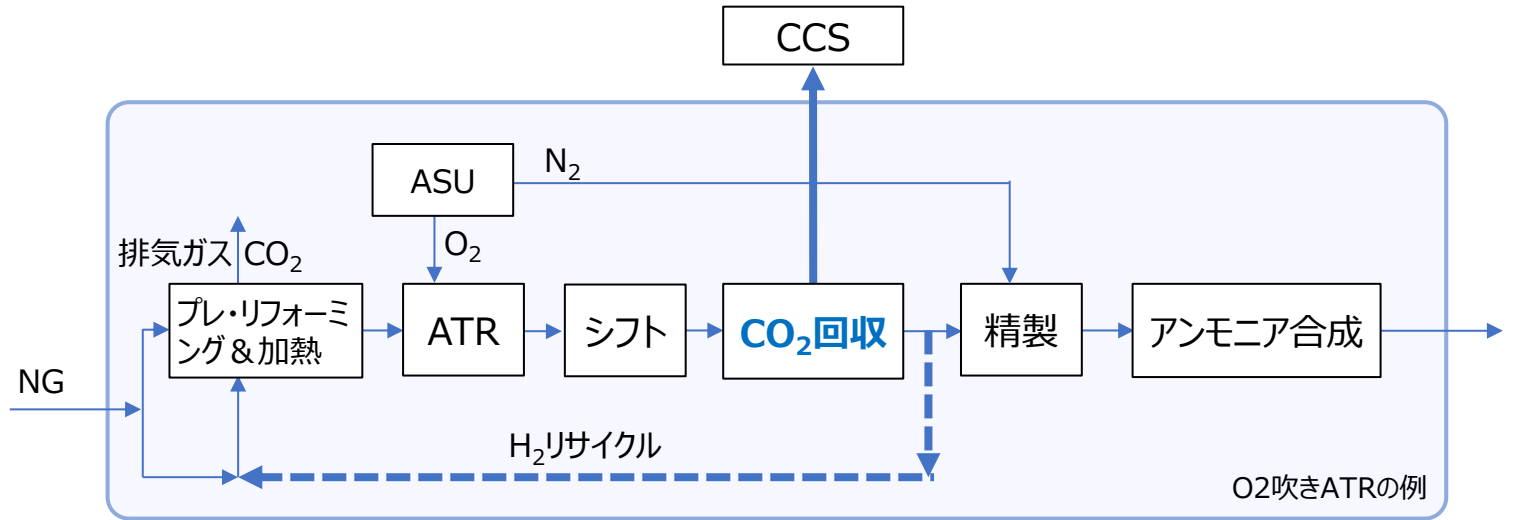 CCS
ASU
N₂
O₂
排気ガス CO₂
プレ・リフォーミ
ング＆加熱
ATR
シフト
CO₂回収
精製
アンモニア合成
NG
H₂リサイクル
O2吹きATRの例